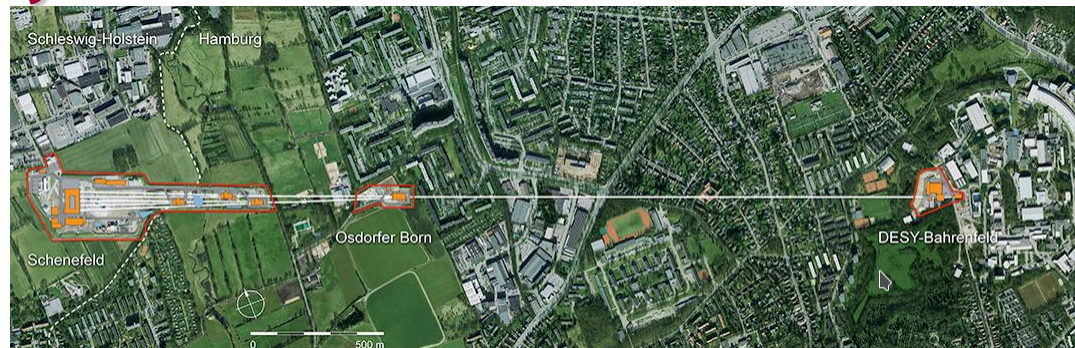 Schleswig-Holstein
Hamburg
Osdorfer Born
DESY-Bahrenfeld
Schenefeld
0
500 m